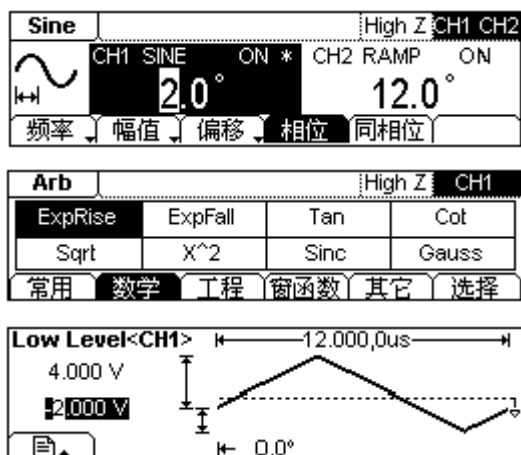 Sine High Z CH1 CH2
CH1 SINE ON * CH2 RAMP ON
2.0° 12.0°
频率 幅值 偏移 相位 同相位
Arb High Z CH1
ExpRise ExpFall Tan Cot
Sqrt X^2 Sinc Gauss
常用 数学 工程 窗函数 其它 选择
Low Level<CH1> 12.000,0us
4.000 V
-2.000 V
0.0°